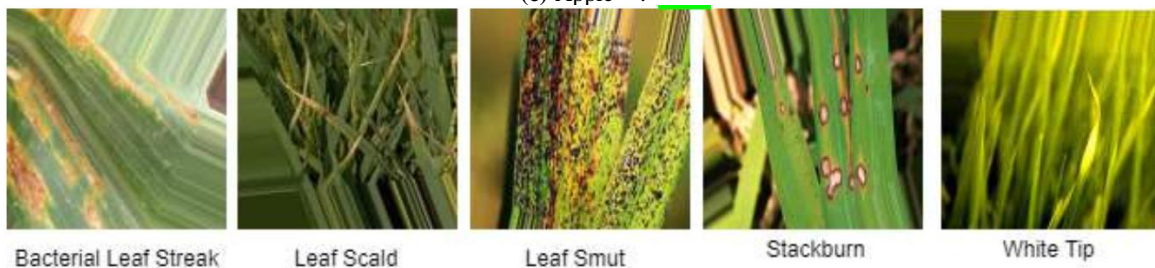 Bacterial Leaf Streak
Leaf Scald
Leaf Smut
Stackburn
White Tip